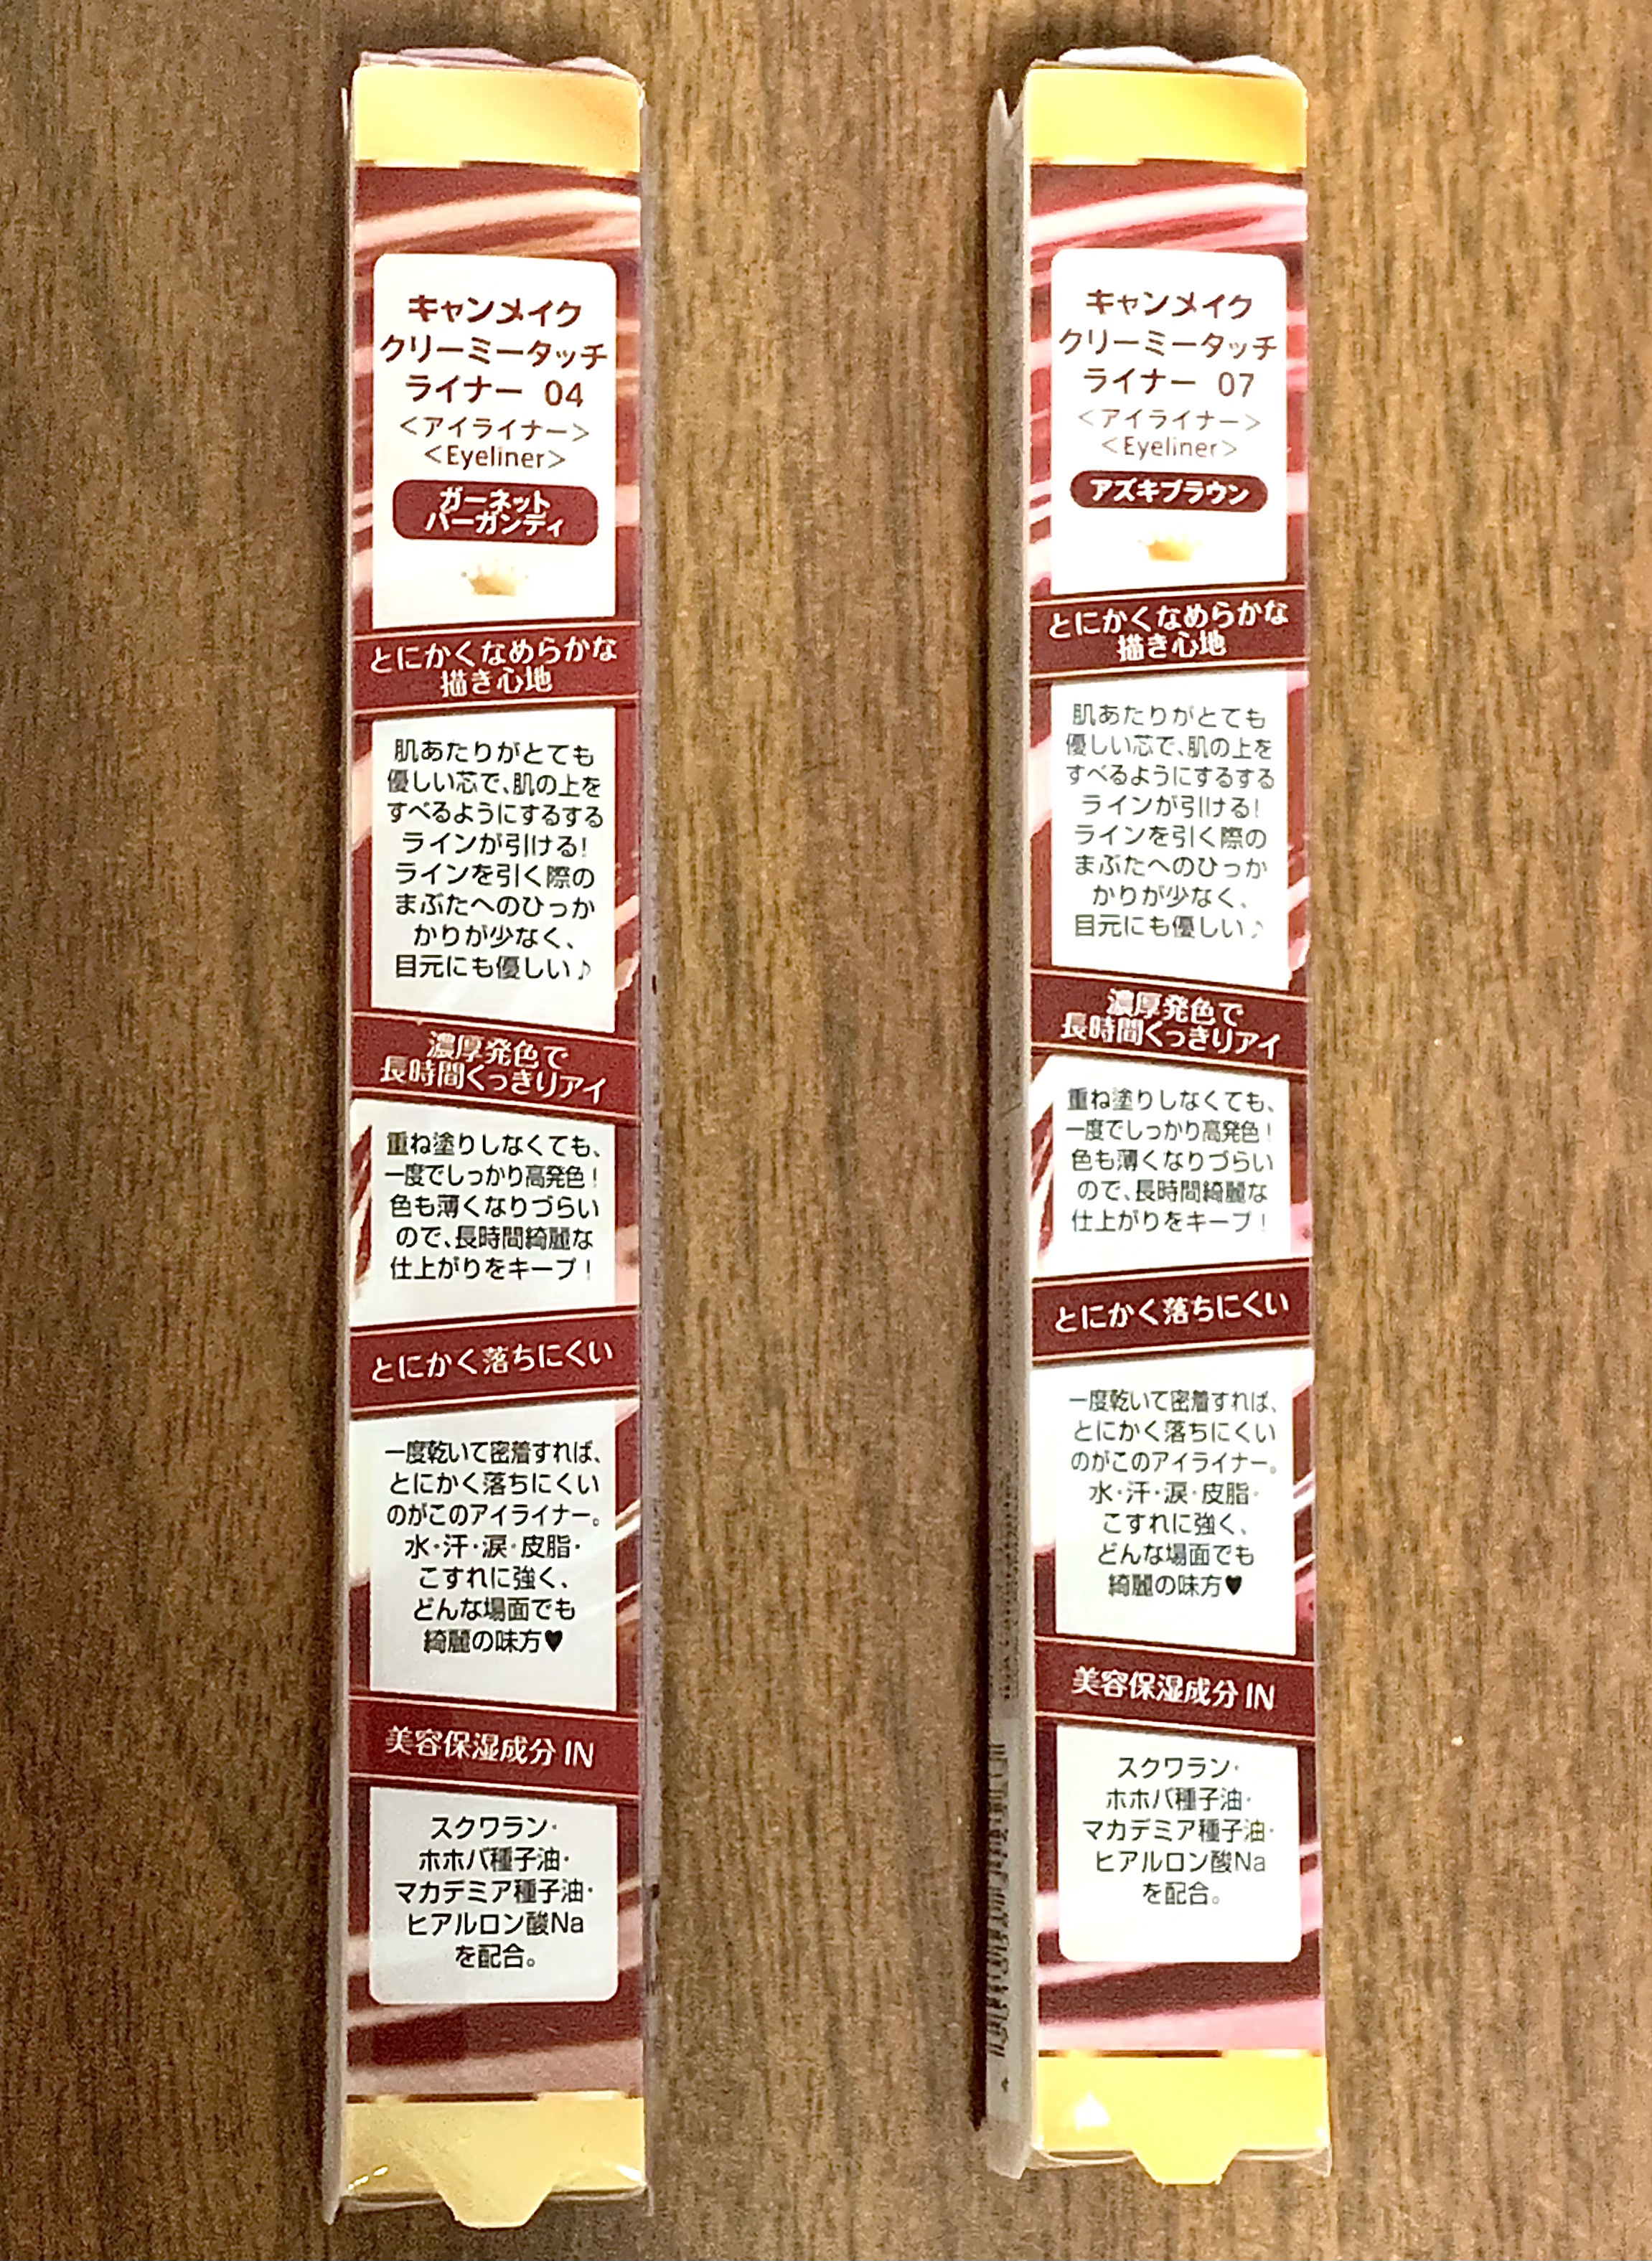 キャンメイク
クリーミータッチ
ライナー 04
<アイライナー>
<Eyeliner>
ガーネット
バーガンディ
とにかくなめらかな
描き心地
肌あたりがとても
優しい芯で、肌の上を
すべるようにするする
ラインが引ける!
ラインを引く際の
まぶたへのひっか
かりが少なく、
目元にも優しい♪
濃厚発色で
長時間くっきりアイ
重ね塗りしなくても、
一度でしっかり高発色!
色も薄くなりづらい
ので、長時間綺麗な
仕上がりをキープ!
とにかく落ちにくい
一度乾いて密着すれば、
とにかく落ちにくい
のがこのアイライナー。
水・汗・涙・皮脂・
こすれに強く、
どんな場面でも
綺麗の味方♥
美容保湿成分 IN
スクワラン・
ホホバ種子油・
マカデミア種子油・
ヒアルロン酸Na
を配合。
キャンメイク
クリーミータッチ
ライナー 07
<アイライナー>
<Eyeliner>
アズキブラウン
とにかくなめらかな
描き心地
肌あたりがとても
優しい芯で、肌の上を
すべるようにするする
ラインが引ける!
ラインを引く際の
まぶたへのひっか
かりが少なく、
目元にも優しい♪
濃厚発色で
長時間くっきりアイ
重ね塗りしなくても、
一度でしっかり高発色!
色も薄くなりづらい
ので、長時間綺麗な
仕上がりをキープ!
とにかく落ちにくい
一度乾いて密着すれば、
とにかく落ちにくい
のがこのアイライナー。
水・汗・涙・皮脂・
こすれに強く、
どんな場面でも
綺麗の味方♥
美容保湿成分 IN
スクワラン・
ホホバ種子油・
マカデミア種子油・
ヒアルロン酸Na
を配合。